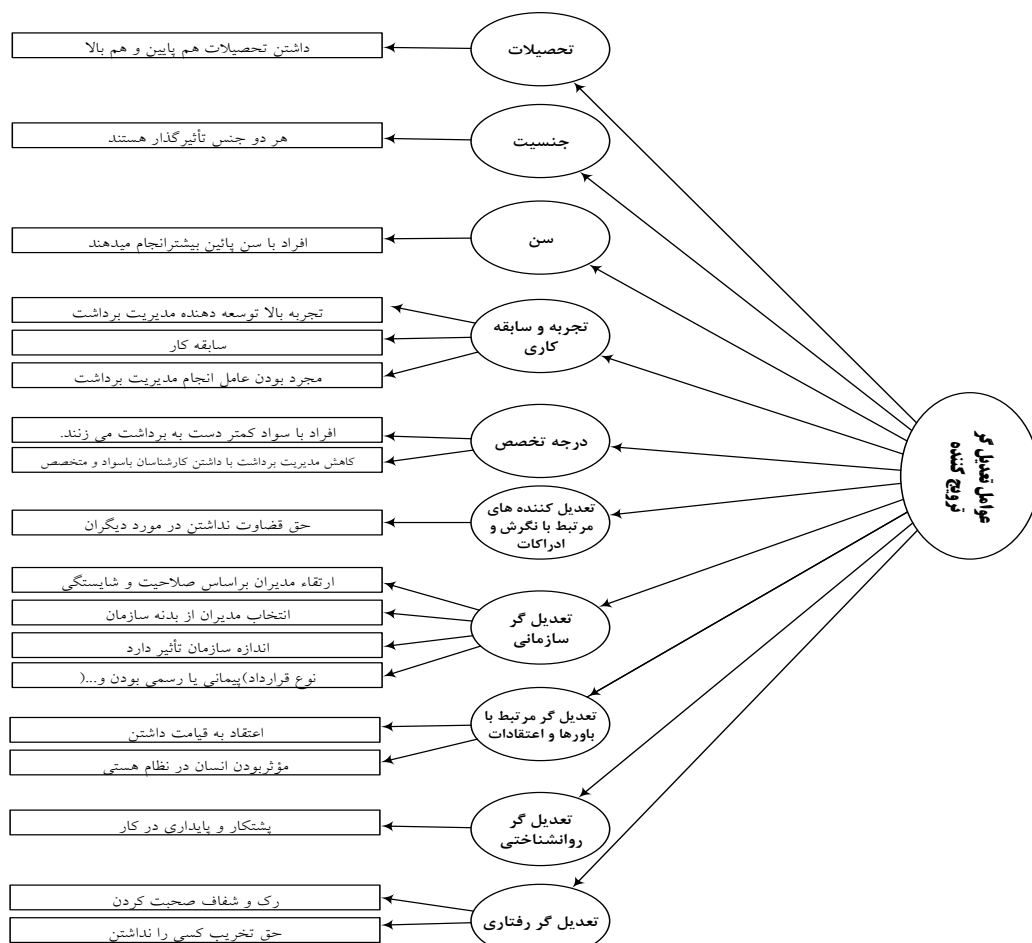 عوامل تعدیل گر
ترویج کننده
تحصیلات
داشتن تحصیلات هم پایین و هم بالا
جنسیت
هر دو جنس تأثیرگذار هستند
سن
افراد با سن پائین بیشترانجام میدهند
تجربه و سابقه
کاری
تجربه بالا توسعه دهنده مدیریت برداشت
سابقه کار
مجرد بودن عامل انجام مدیریت برداشت
درجه تخصص
افراد با سواد کمتر دست به برداشت می زنند.
کاهش مدیریت برداشت با داشتن کارشناسان باسواد و متخصص
تعدیل کننده های
مرتبط با نگرش و
ادراکات
حق قضاوت نداشتن در مورد دیگران
تعدیل گر
سازمانی
ارتقاء مدیران براساس صلاحیت و شایستگی
انتخاب مدیران از بدنه سازمان
اندازه سازمان تأثیر دارد
نوع قرارداد)پیمانی یا رسمی بودن و...(
تعدیل گر مرتبط با
باورها و اعتقادات
اعتقاد به قیامت داشتن
مؤثربودن انسان در نظام هستی
تعدیل گر
روانشناختی
پشتکار و پایداری در کار
تعدیل گر رفتاری
رک و شفاف صحبت کردن
حق تخریب کسی را نداشتن